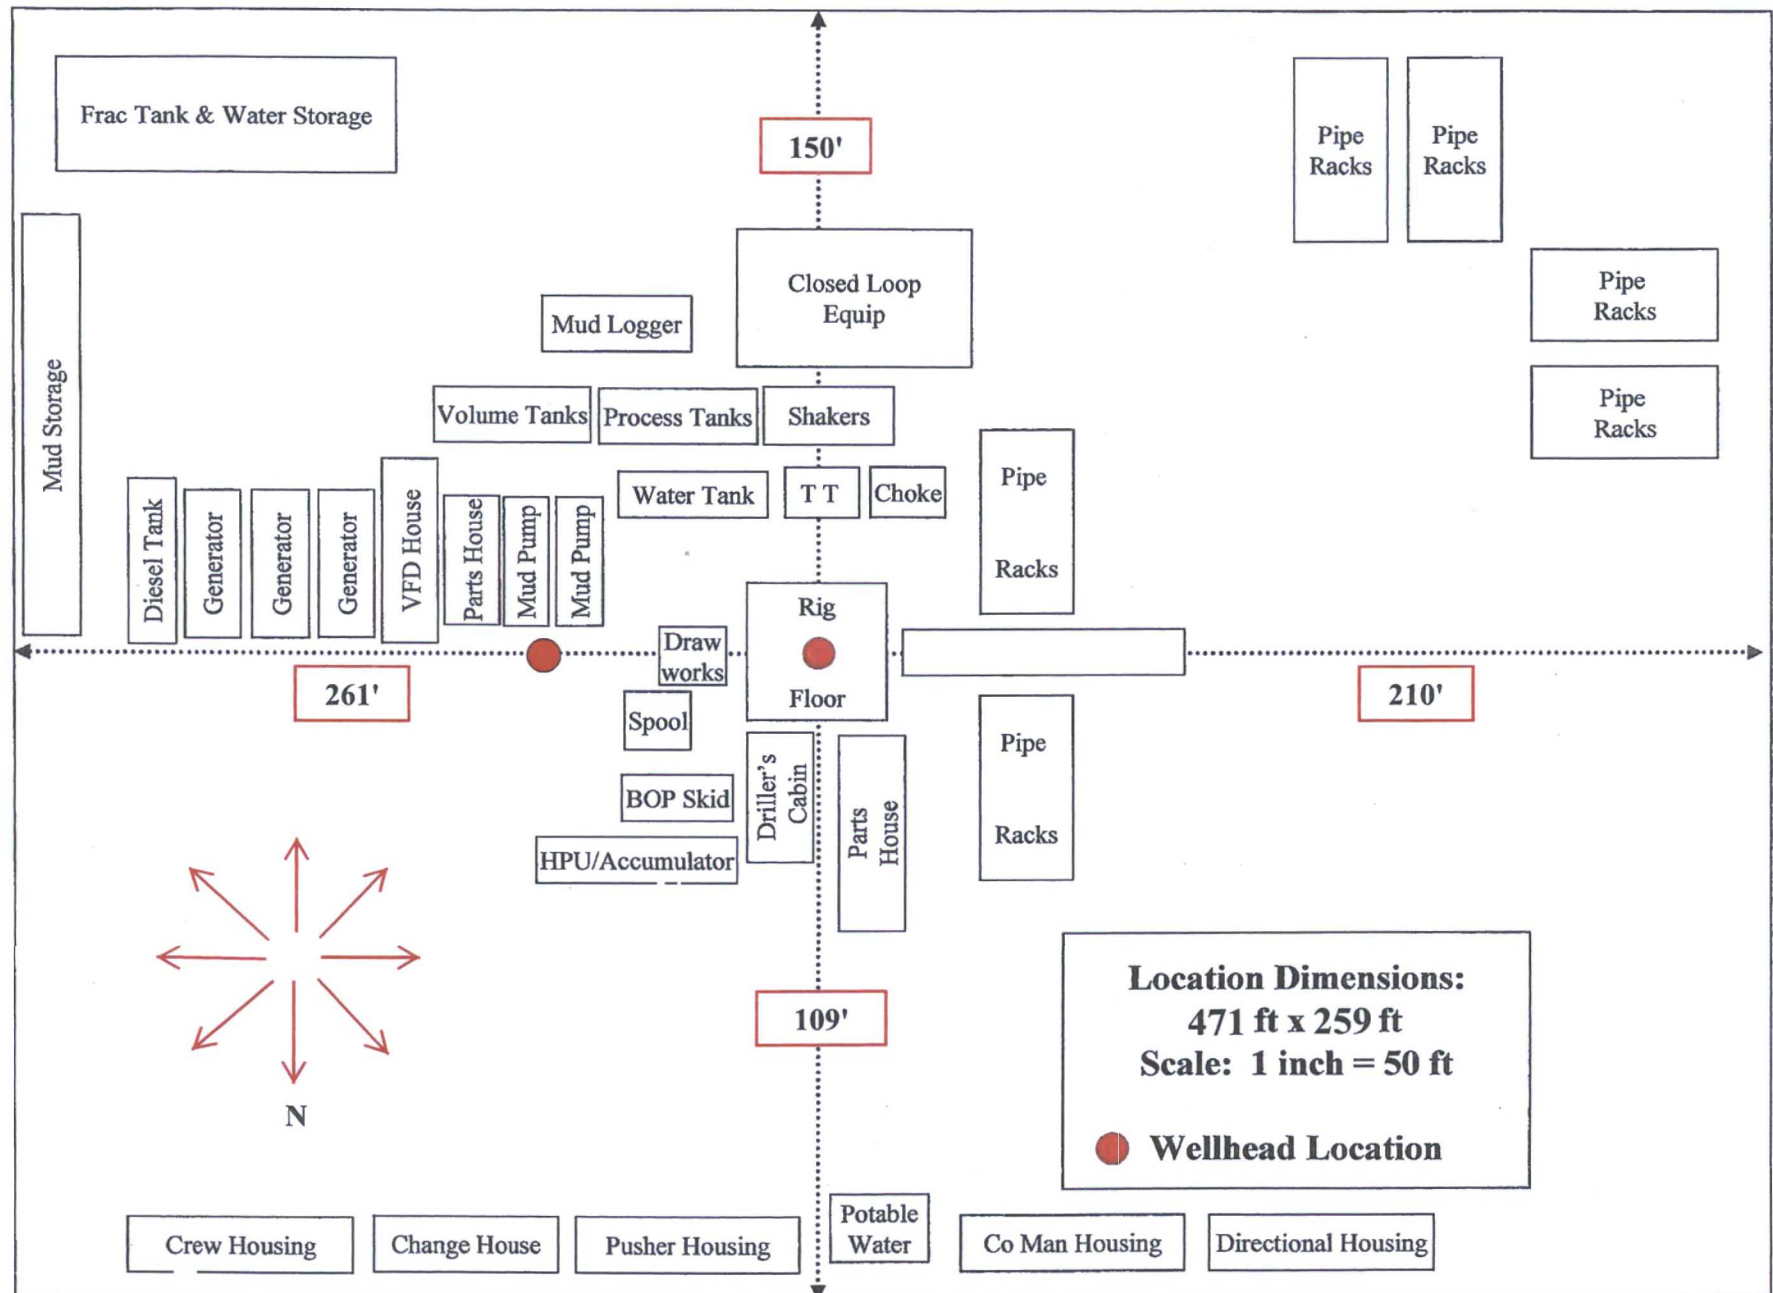 Frac Tank & Water Storage
150'
Pipe
Racks
Pipe
Racks
Closed Loop
Equip
Pipe
Racks
Mud Logger
Mud Storage
Volume Tanks
Process Tanks
Shakers
Pipe
Racks
Diesel Tank
Generator
Generator
Generator
VFD House
Parts House
Mud Pump
Mud Pump
Water Tank
T T
Choke
Pipe
Racks
Rig
Floor
Draw
works
261'
210'
Spool
Pipe
Racks
BOP Skid
Driller's
Cabin
Parts
House
HPU/Accumulator
N
109'
Location Dimensions:
471 ft x 259 ft
Scale: 1 inch = 50 ft
Wellhead Location
Crew Housing
Change House
Pusher Housing
Potable
Water
Co Man Housing
Directional Housing